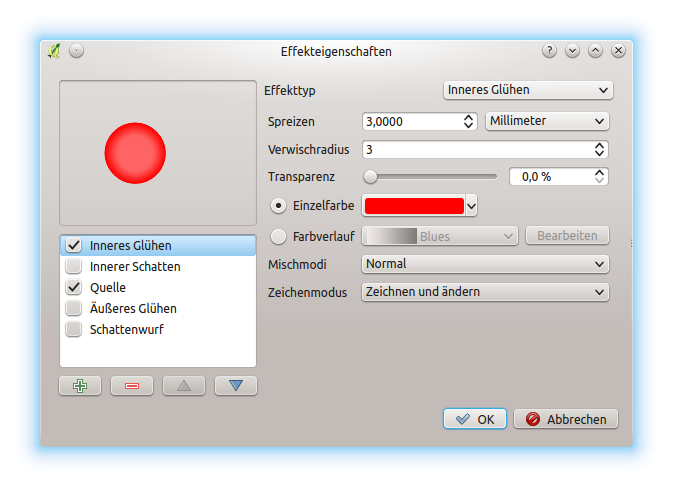 Effekteigenschaften
Effekttyp Inneres Glühen
Spreizen 3,0000 Millimeter
Verwischradius 3
Transparenz 0,0 %
Einzelfarbe
Farbverlauf Blues Bearbeiten
Mischmodi Normal
Zeichenmodus Zeichnen und ändern
Inneres Glühen
Innerer Schatten
Quelle
Äußeres Glühen
Schattenwurf
OK Abbrechen